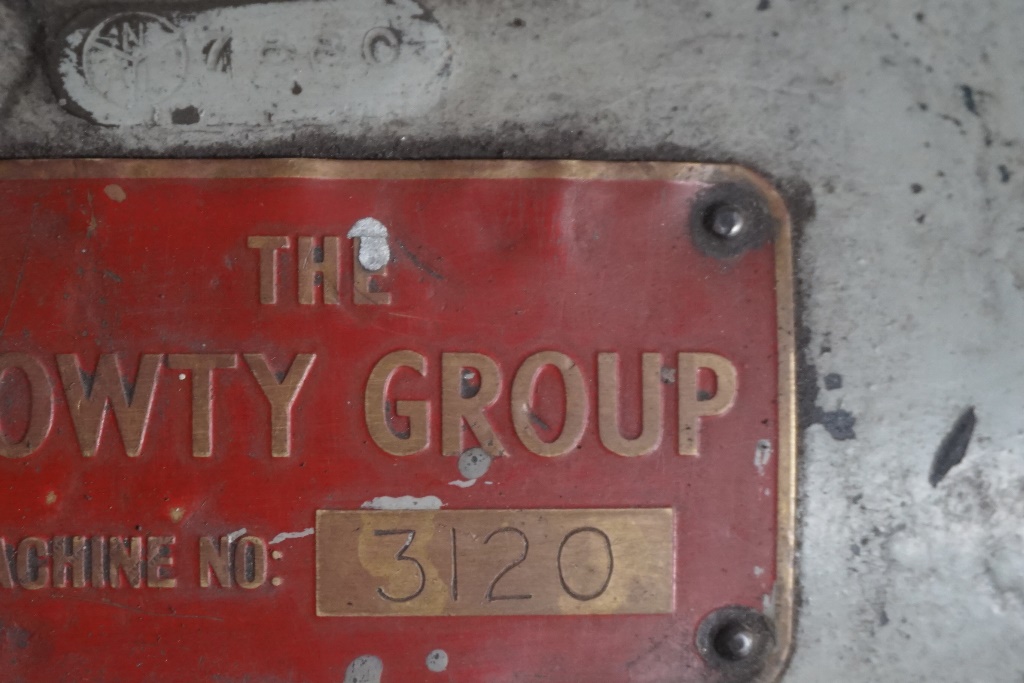 THE
OWTY GROUP
ACHINE NO:
3120